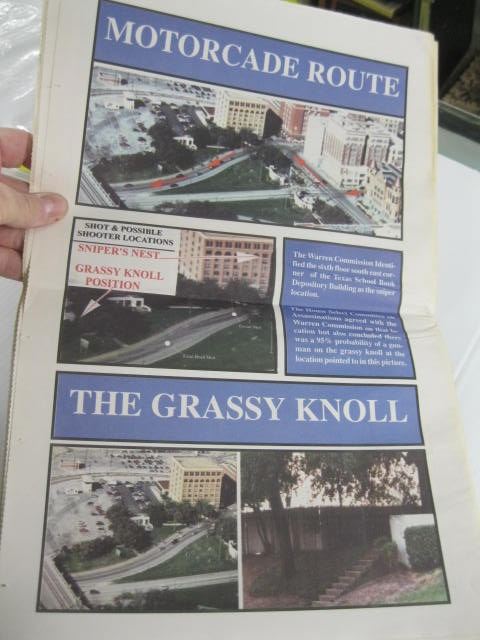 MOTORCADE ROUTE
SHOT & POSSIBLE
SHOOTER LOCATIONS
SNIPER'S NEST
GRASSY KNOLL
POSITION
The Warren Commission Identi-
fied the sixth floor south east cor-
ner of the Texas School Book
Depository Building as the sniper
location.
The House Select Committee on
Assassinations agreed with the
Warren Commission on that lo-
cation but also concluded there
was a 95% probability of a gun-
man on the grassy knoll at the
location pointed to in this picture.
THE GRASSY KNOLL